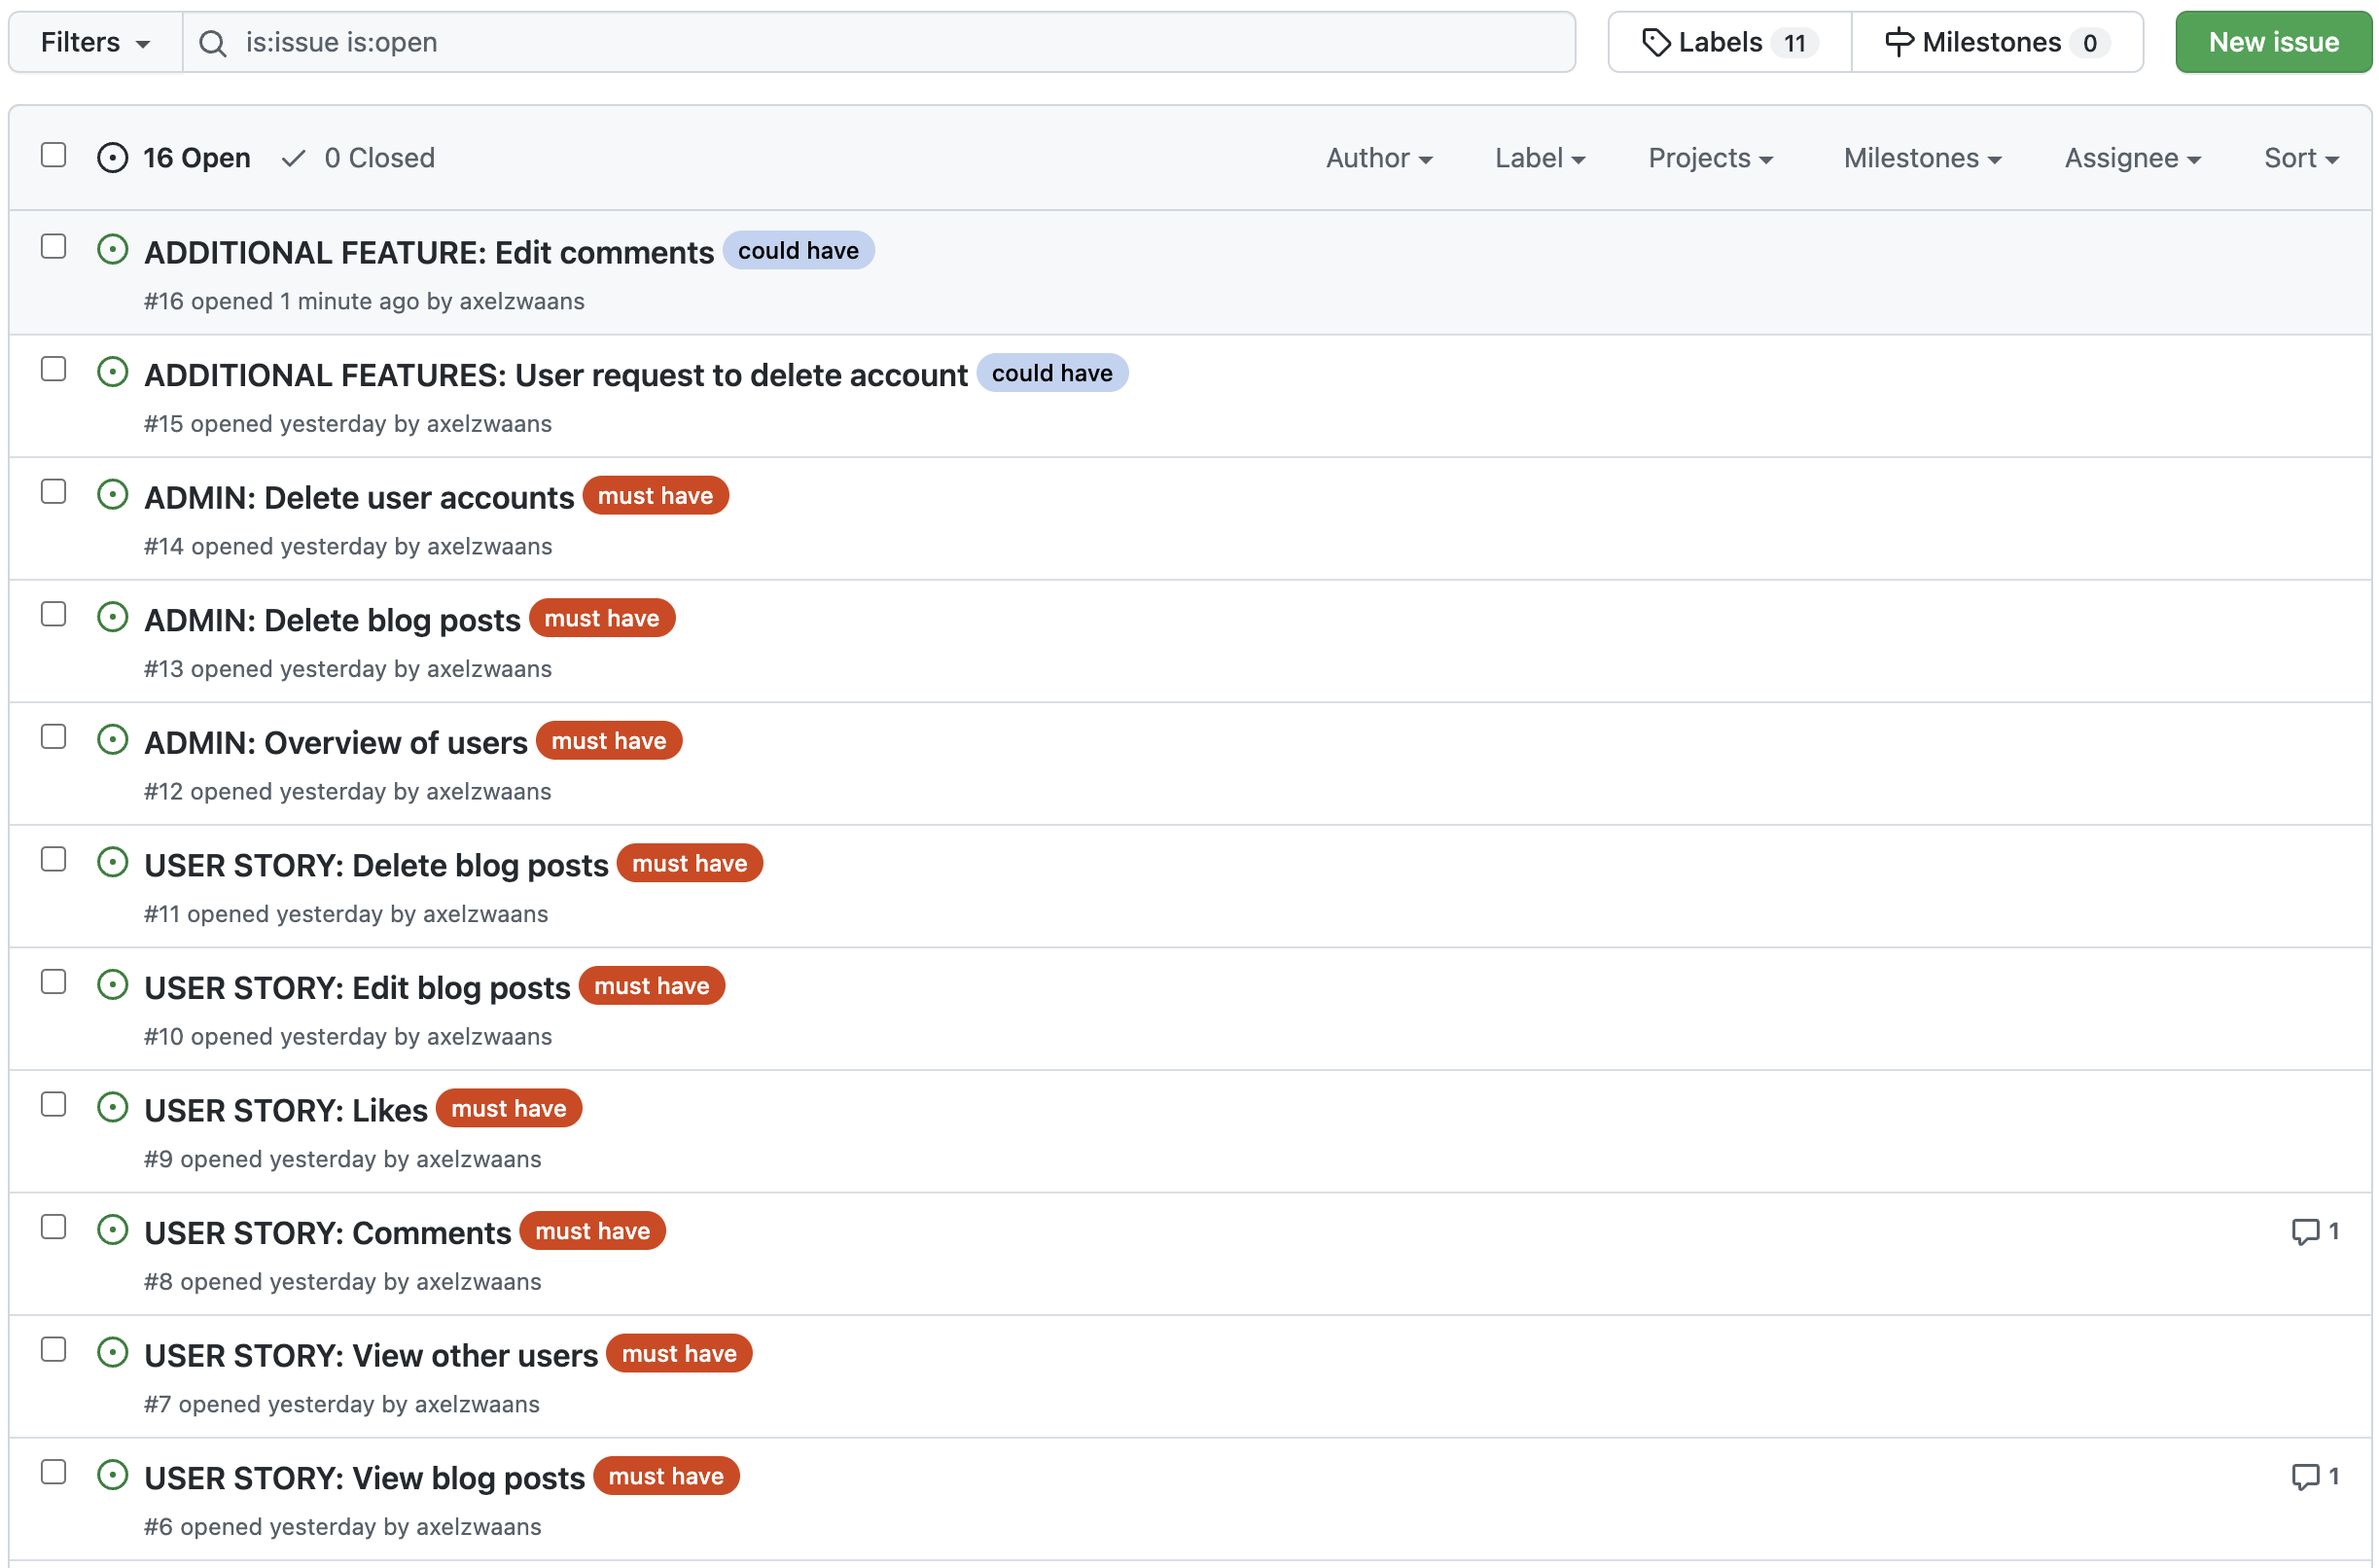 Filters is:issue is:open Labels 11 Milestones 0 New issue
16 Open 0 Closed Author Label Projects Milestones Assignee Sort
ADDITIONAL FEATURE: Edit comments could have
#16 opened 1 minute ago by axelzwaans
ADDITIONAL FEATURES: User request to delete account could have
#15 opened yesterday by axelzwaans
ADMIN: Delete user accounts must have
#14 opened yesterday by axelzwaans
ADMIN: Delete blog posts must have
#13 opened yesterday by axelzwaans
ADMIN: Overview of users must have
#12 opened yesterday by axelzwaans
USER STORY: Delete blog posts must have
#11 opened yesterday by axelzwaans
USER STORY: Edit blog posts must have
#10 opened yesterday by axelzwaans
USER STORY: Likes must have
#9 opened yesterday by axelzwaans
USER STORY: Comments must have 1
#8 opened yesterday by axelzwaans
USER STORY: View other users must have
#7 opened yesterday by axelzwaans
USER STORY: View blog posts must have 1
#6 opened yesterday by axelzwaans